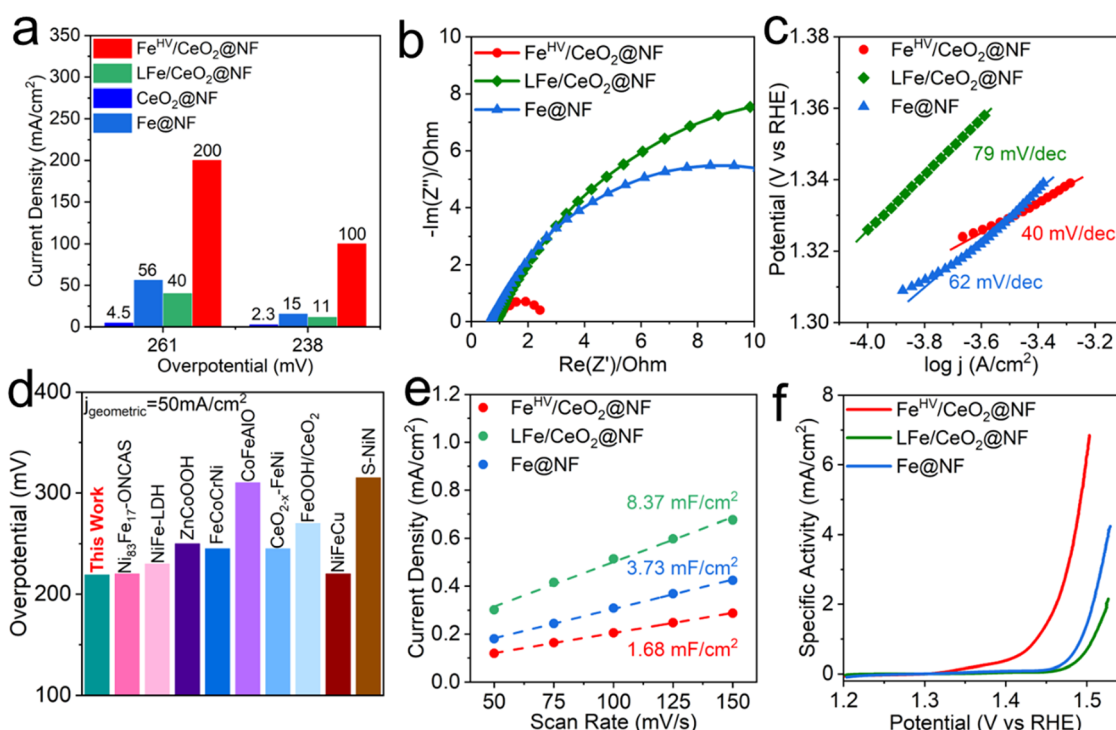 a
Current Density (mA/cm²)
350
300
250
200
150
100
50
0
Fe^HV/CeO₂@NF
LFe/CeO₂@NF
CeO₂@NF
Fe@NF
4.5
56
40
200
2.3
15
11
100
261
238
Overpotential (mV)
b
-Im(Z'')/Ohm
10
8
6
4
2
0
Fe^HV/CeO₂@NF
LFe/CeO₂@NF
Fe@NF
0
2
4
6
8
10
Re(Z')/Ohm
c
Potential (V vs RHE)
1.38
1.36
1.34
1.32
1.30
Fe^HV/CeO₂@NF
LFe/CeO₂@NF
Fe@NF
79 mV/dec
40 mV/dec
62 mV/dec
-4.0
-3.8
-3.6
-3.4
-3.2
log j (A/cm²)
d
Overpotential (mV)
400
300
200
100
j_geometric=50mA/cm²
This Work
Ni₈₃Fe₁₇-ONCAS
NiFe-LDH
ZnCoOOH
FeCoCrNi
CoFeAlO
CeO₂₋ₓ-FeNi
FeOOH/CeO₂
NiFeCu
S-NiN
e
Current Density (mA/cm²)
1.2
1.0
0.8
0.6
0.4
0.2
0.0
Fe^HV/CeO₂@NF
LFe/CeO₂@NF
Fe@NF
8.37 mF/cm²
3.73 mF/cm²
1.68 mF/cm²
50
75
100
125
150
Scan Rate (mV/s)
f
Specific Activity (mA/cm²)
8
6
4
2
0
Fe^HV/CeO₂@NF
LFe/CeO₂@NF
Fe@NF
1.2
1.3
1.4
1.5
Potential (V vs RHE)